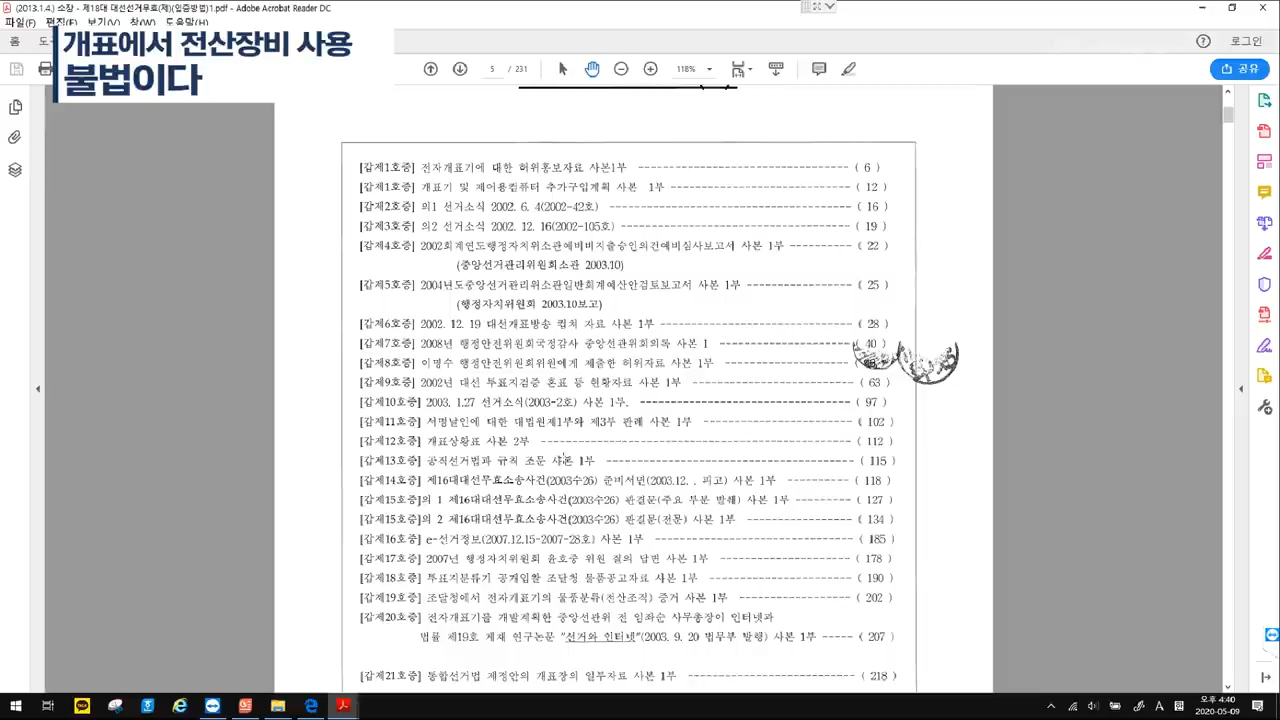 (2013.1.4.) 소장 - 제18대 대선선거무효(제)(입증방법)1.pdf - Adobe Acrobat Reader DC
파일(F) 편집(E) 보기(V) 창(W) 도움말(H)
개표에서 전산장비 사용
불법이다
홈
로그인
5 / 231
118%
공유
[갑제1호증] 전자개표기에 대한 허위홍보자료 사본1부 ( 6 )
[갑제1호증] 개표기 및 제어용컴퓨터 추가구입계획 사본 1부 ( 12 )
[갑제2호증] 의1 선거소식 2002. 6. 4(2002-42호) ( 16 )
[갑제3호증] 의2 선거소식 2002. 12. 16(2002-105호) ( 19 )
[갑제4호증] 2002회계연도행정자치위소관예비비지출승인의건예비심사보고서 사본 1부 ( 22 )
(중앙선거관리위원회소관 2003.10)
[갑제5호증] 2004년도중앙선거관리위소관일반회계예산안검토보고서 사본 1부 ( 25 )
(행정자치위원회 2003.10보고)
[갑제6호증] 2002. 12. 19 대선개표방송 캡처 자료 사본 1부 ( 28 )
[갑제7호증] 2008년 행정안전위원회국정감사 중앙선관위회의록 사본 1 ( 40 )
[갑제8호증] 이명수 행정안전위원회위원에게 제출한 허위자료 사본 1부
[갑제9호증] 2002년 대선 투표지검증 혼표 등 현황자료 사본 1부 ( 63 )
[갑제10호증] 2003. 1.27 선거소식(2003-2호) 사본 1부. ( 97 )
[갑제11호증] 서명날인에 대한 대법원제1부와 제3부 판례 사본 1부 ( 102 )
[갑제12호증] 개표상황표 사본 2부 ( 112 )
[갑제13호증] 공직선거법과 규칙 조문 사본 1부 ( 115 )
[갑제14호증] 제16대대선무효소송사건(2003수26) 준비서면(2003.12. . 피고) 사본 1부 ( 118 )
[갑제15호증]의 1 제16대대선무효소송사건(2003수26) 판결문(주요 부분 발췌) 사본 1부 ( 127 )
[갑제15호증]의 2 제16대대선무효소송사건(2003수26) 판결문(전문) 사본 1부 ( 134 )
[갑제16호증] e-선거정보(2007.12.15-2007-28호) 사본 1부 ( 185 )
[갑제17호증] 2007년 행정자치위원회 윤호중 위원 질의 답변 사본 1부 ( 178 )
[갑제18호증] 투표지분류기 공개입찰 조달청 물품공고자료 사본 1부 ( 190 )
[갑제19호증] 조달청에서 전자개표기의 물품분류(전산조직) 증거 사본 1부 ( 202 )
[갑제20호증] 전자개표기를 개발계획한 중앙선관위 전 임좌순 사무총장이 인터넷과
법률 제19호 게재 연구논문 "선거와 인터넷"(2003. 9. 20 법무부 발행) 사본 1부 ( 207 )
[갑제21호증] 통합선거법 제정안의 개표장의 일부자료 사본 1부 ( 218 )
오후 4:40
2020-05-09